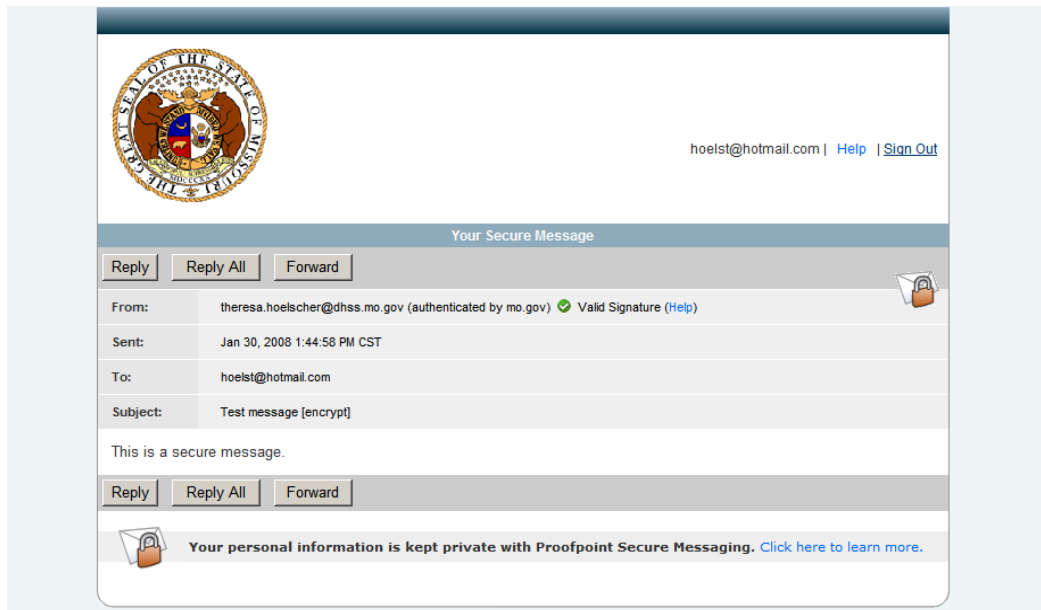 THE GREAT SEAL OF THE STATE OF MISSOURI
hoelst@hotmail.com | Help | Sign Out
Your Secure Message
Reply Reply All Forward
From: theresa.hoelscher@dhss.mo.gov (authenticated by mo.gov) Valid Signature (Help)
Sent: Jan 30, 2008 1:44:58 PM CST
To: hoelst@hotmail.com
Subject: Test message [encrypt]
This is a secure message.
Reply Reply All Forward
Your personal information is kept private with Proofpoint Secure Messaging. Click here to learn more.